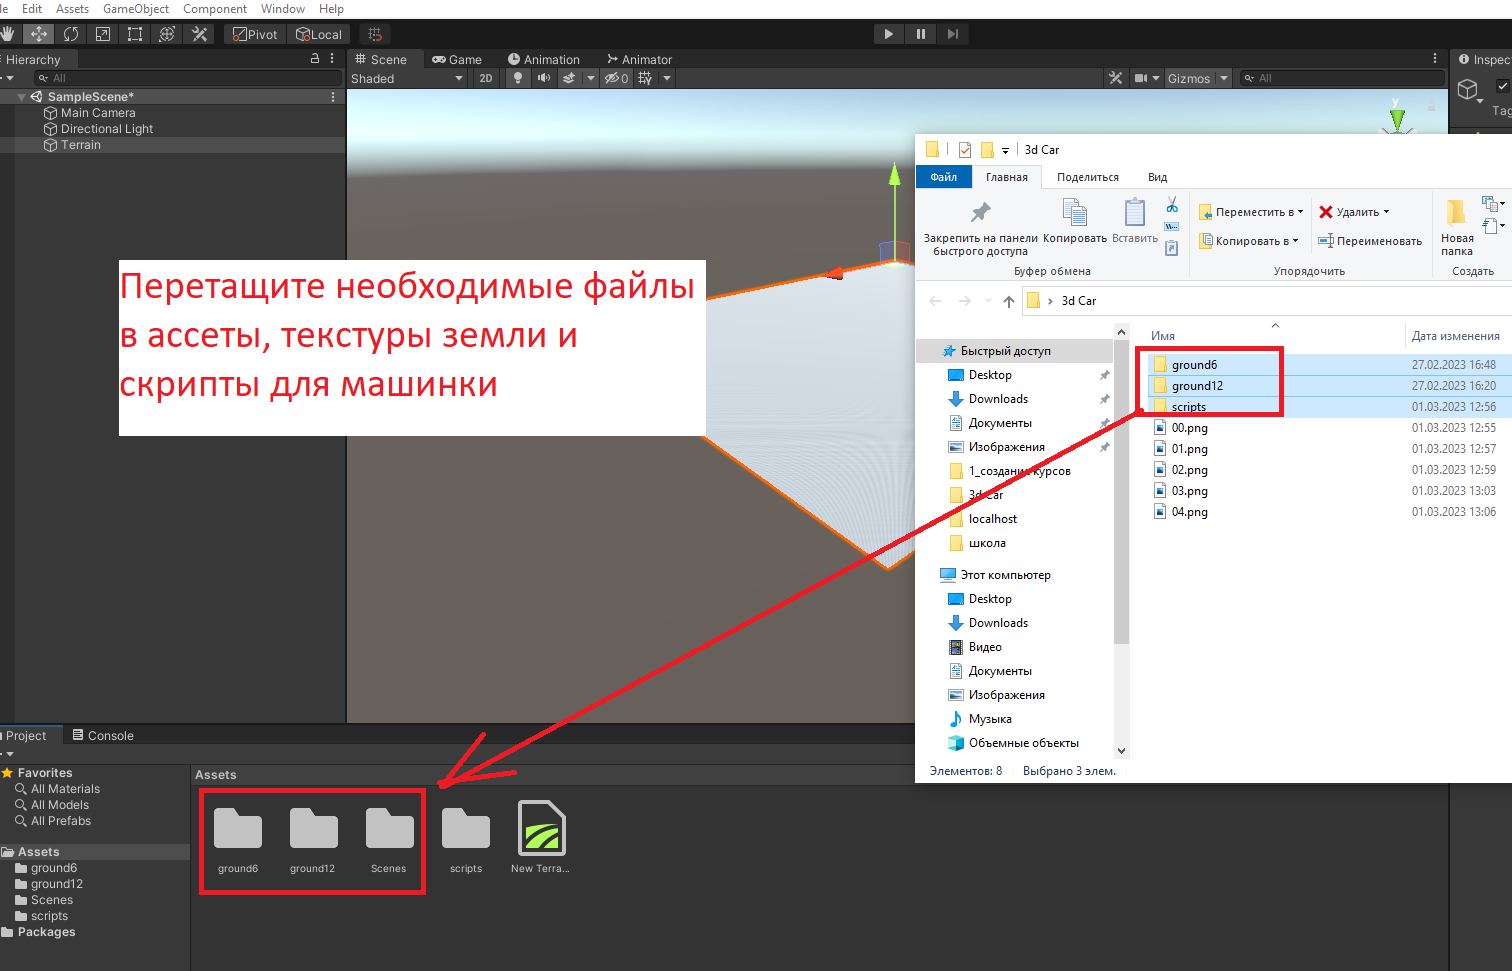 Edit Assets GameObject Component Window Help
Pivot Local
Hierarchy
All
SampleScene*
Main Camera
Directional Light
Terrain
Scene Game Animation Animator
Shaded 2D 0 Gizmos All
y
Inspec
Tag
Перетащите необходимые файлы
в ассеты, текстуры земли и
скрипты для машинки
3d Car
Файл Главная Поделиться Вид
Закрепить на панели
быстрого доступа
Копировать
Вставить
Буфер обмена
Переместить в
Копировать в
Удалить
Переименовать
Упорядочить
Новая
папка
Создать
3d Car
Быстрый доступ
Desktop
Downloads
Документы
Изображения
1_создание курсов
3d Car
localhost
школа
Этот компьютер
Desktop
Downloads
Видео
Документы
Изображения
Музыка
Объемные объекты
Имя Дата изменения
ground6 27.02.2023 16:48
ground12 27.02.2023 16:20
scripts 01.03.2023 12:56
00.png 01.03.2023 12:55
01.png 01.03.2023 12:57
02.png 01.03.2023 12:59
03.png 01.03.2023 13:03
04.png 01.03.2023 13:06
Элементов: 8 Выбрано 3 элем.
Project Console
Favorites
All Materials
All Models
All Prefabs
Assets
ground6
ground12
Scenes
scripts
Packages
Assets
ground6 ground12 Scenes scripts New Terra...